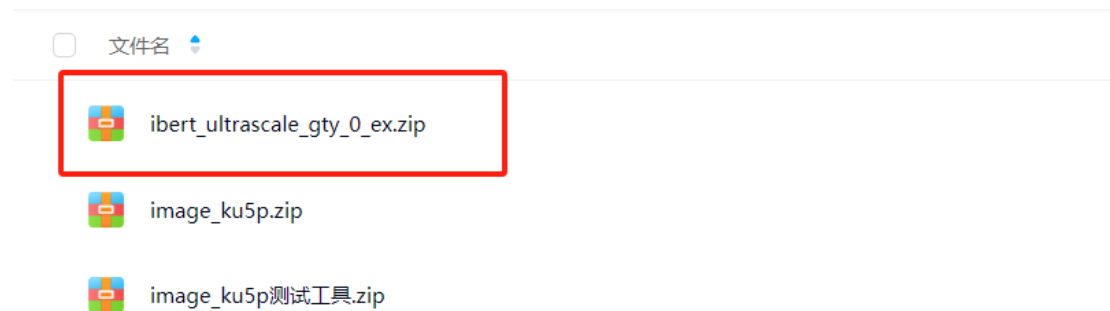 文件名
ibert_ultrascale_gty_0_ex.zip
image_ku5p.zip
image_ku5p测试工具.zip